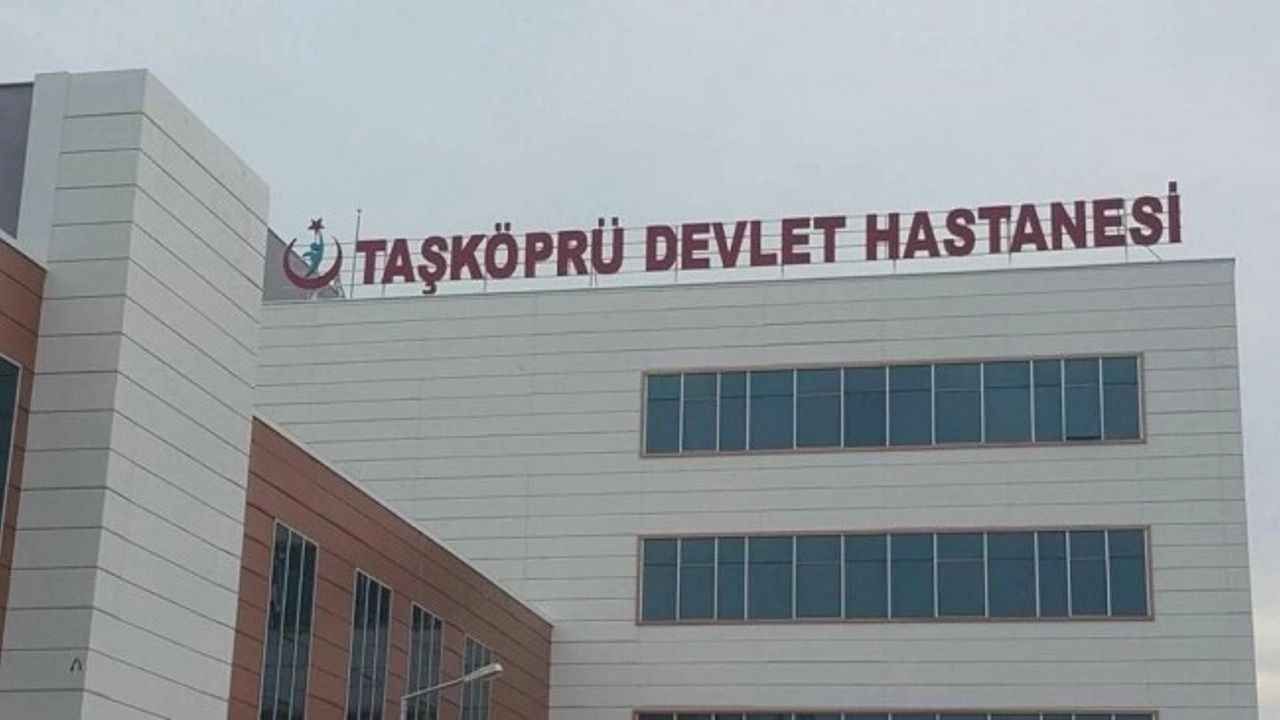 TAŞKÖPRÜ DEVLET HASTANESİ